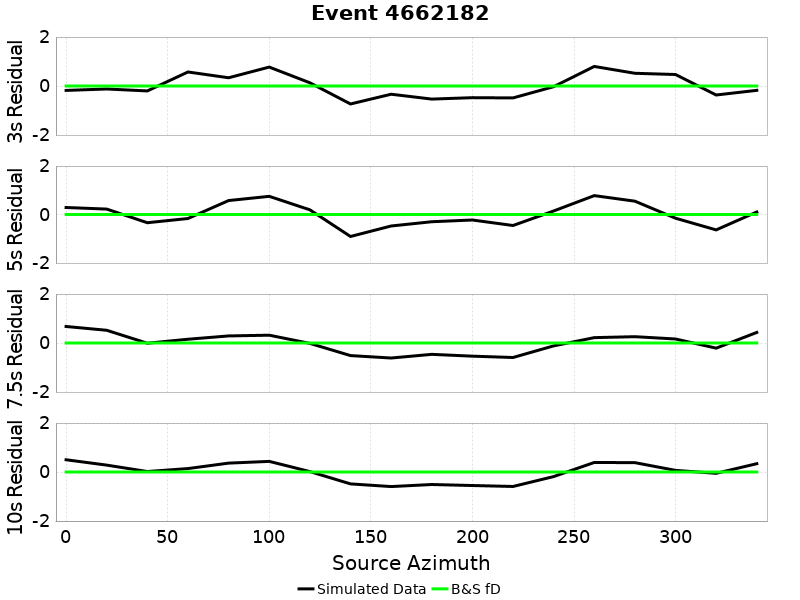 Event 4662182
3s Residual
2
0
-2
5s Residual
2
0
-2
7.5s Residual
2
0
-2
10s Residual
2
0
-2
0 50 100 150 200 250 300
Source Azimuth
Simulated Data B&S fD